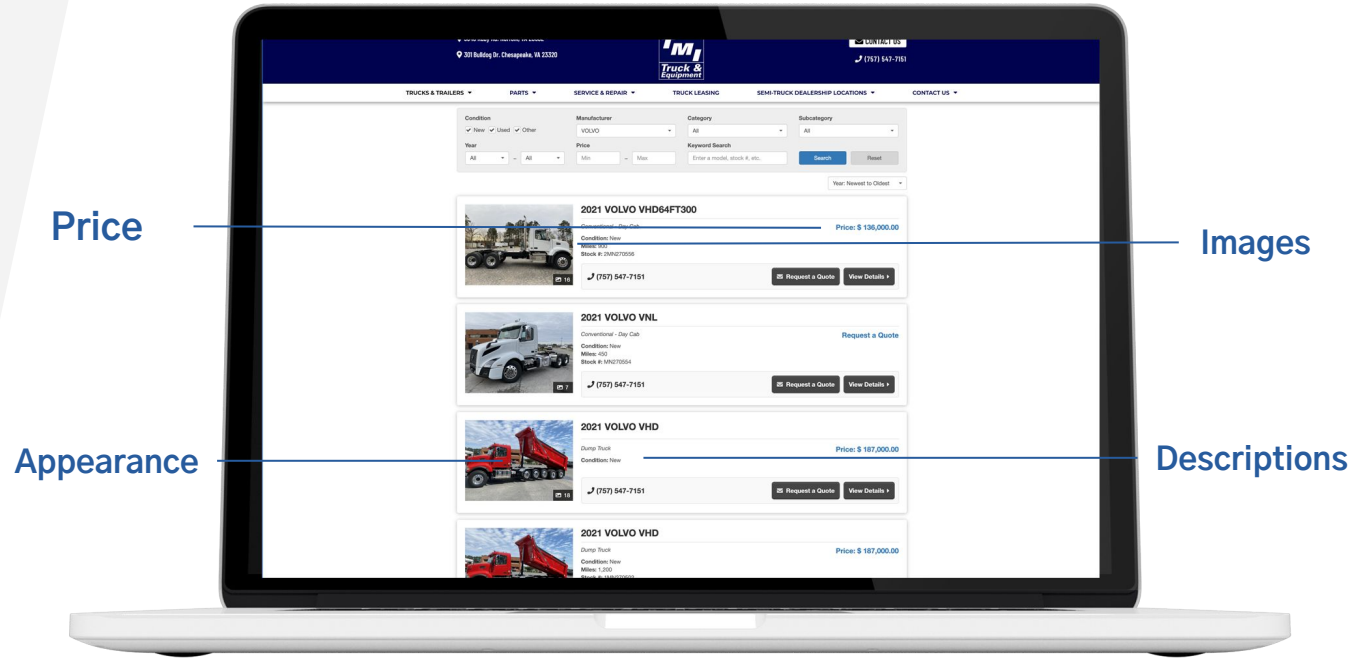 301 Bulldog Dr. Chesapeake, VA 23320
TMI
Truck &
Equipment
CONTACT US
(757) 547-7151
TRUCKS & TRAILERS PARTS SERVICE & REPAIR TRUCK LEASING SEMI-TRUCK DEALERSHIP LOCATIONS CONTACT US
Condition Manufacturer Category Subcategory
New Used Other VOLVO All All
Year Price Keyword Search
All - All Min - Max Enter a model, stock #, etc. Search Reset
Year: Newest to Oldest
Price
Images
Appearance
Descriptions
2021 VOLVO VHD64FT300
Conventional - Day Cab Price: $ 136,000.00
Condition: New
Miles: 900
Stock #: 2MN270556
16 (757) 547-7151 Request a Quote View Details
2021 VOLVO VNL
Conventional - Day Cab Request a Quote
Condition: New
Miles: 450
Stock #: MN270554
7 (757) 547-7151 Request a Quote View Details
2021 VOLVO VHD
Dump Truck Price: $ 187,000.00
Condition: New
18 (757) 547-7151 Request a Quote View Details
2021 VOLVO VHD
Dump Truck Price: $ 187,000.00
Condition: New
Miles: 1,200